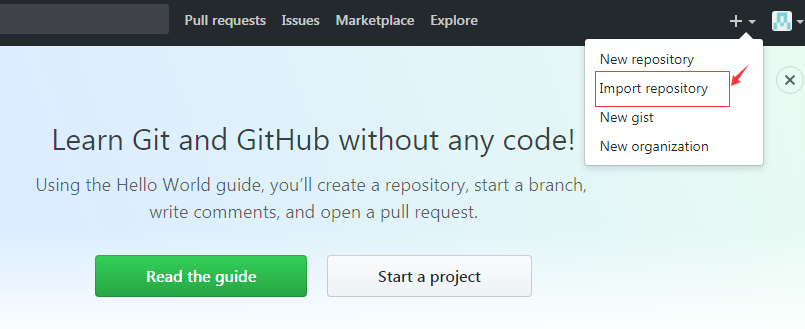 Pull requests Issues Marketplace Explore
New repository
Import repository
New gist
New organization
Learn Git and GitHub without any code!
Using the Hello World guide, you’ll create a repository, start a branch,
write comments, and open a pull request.
Read the guide Start a project